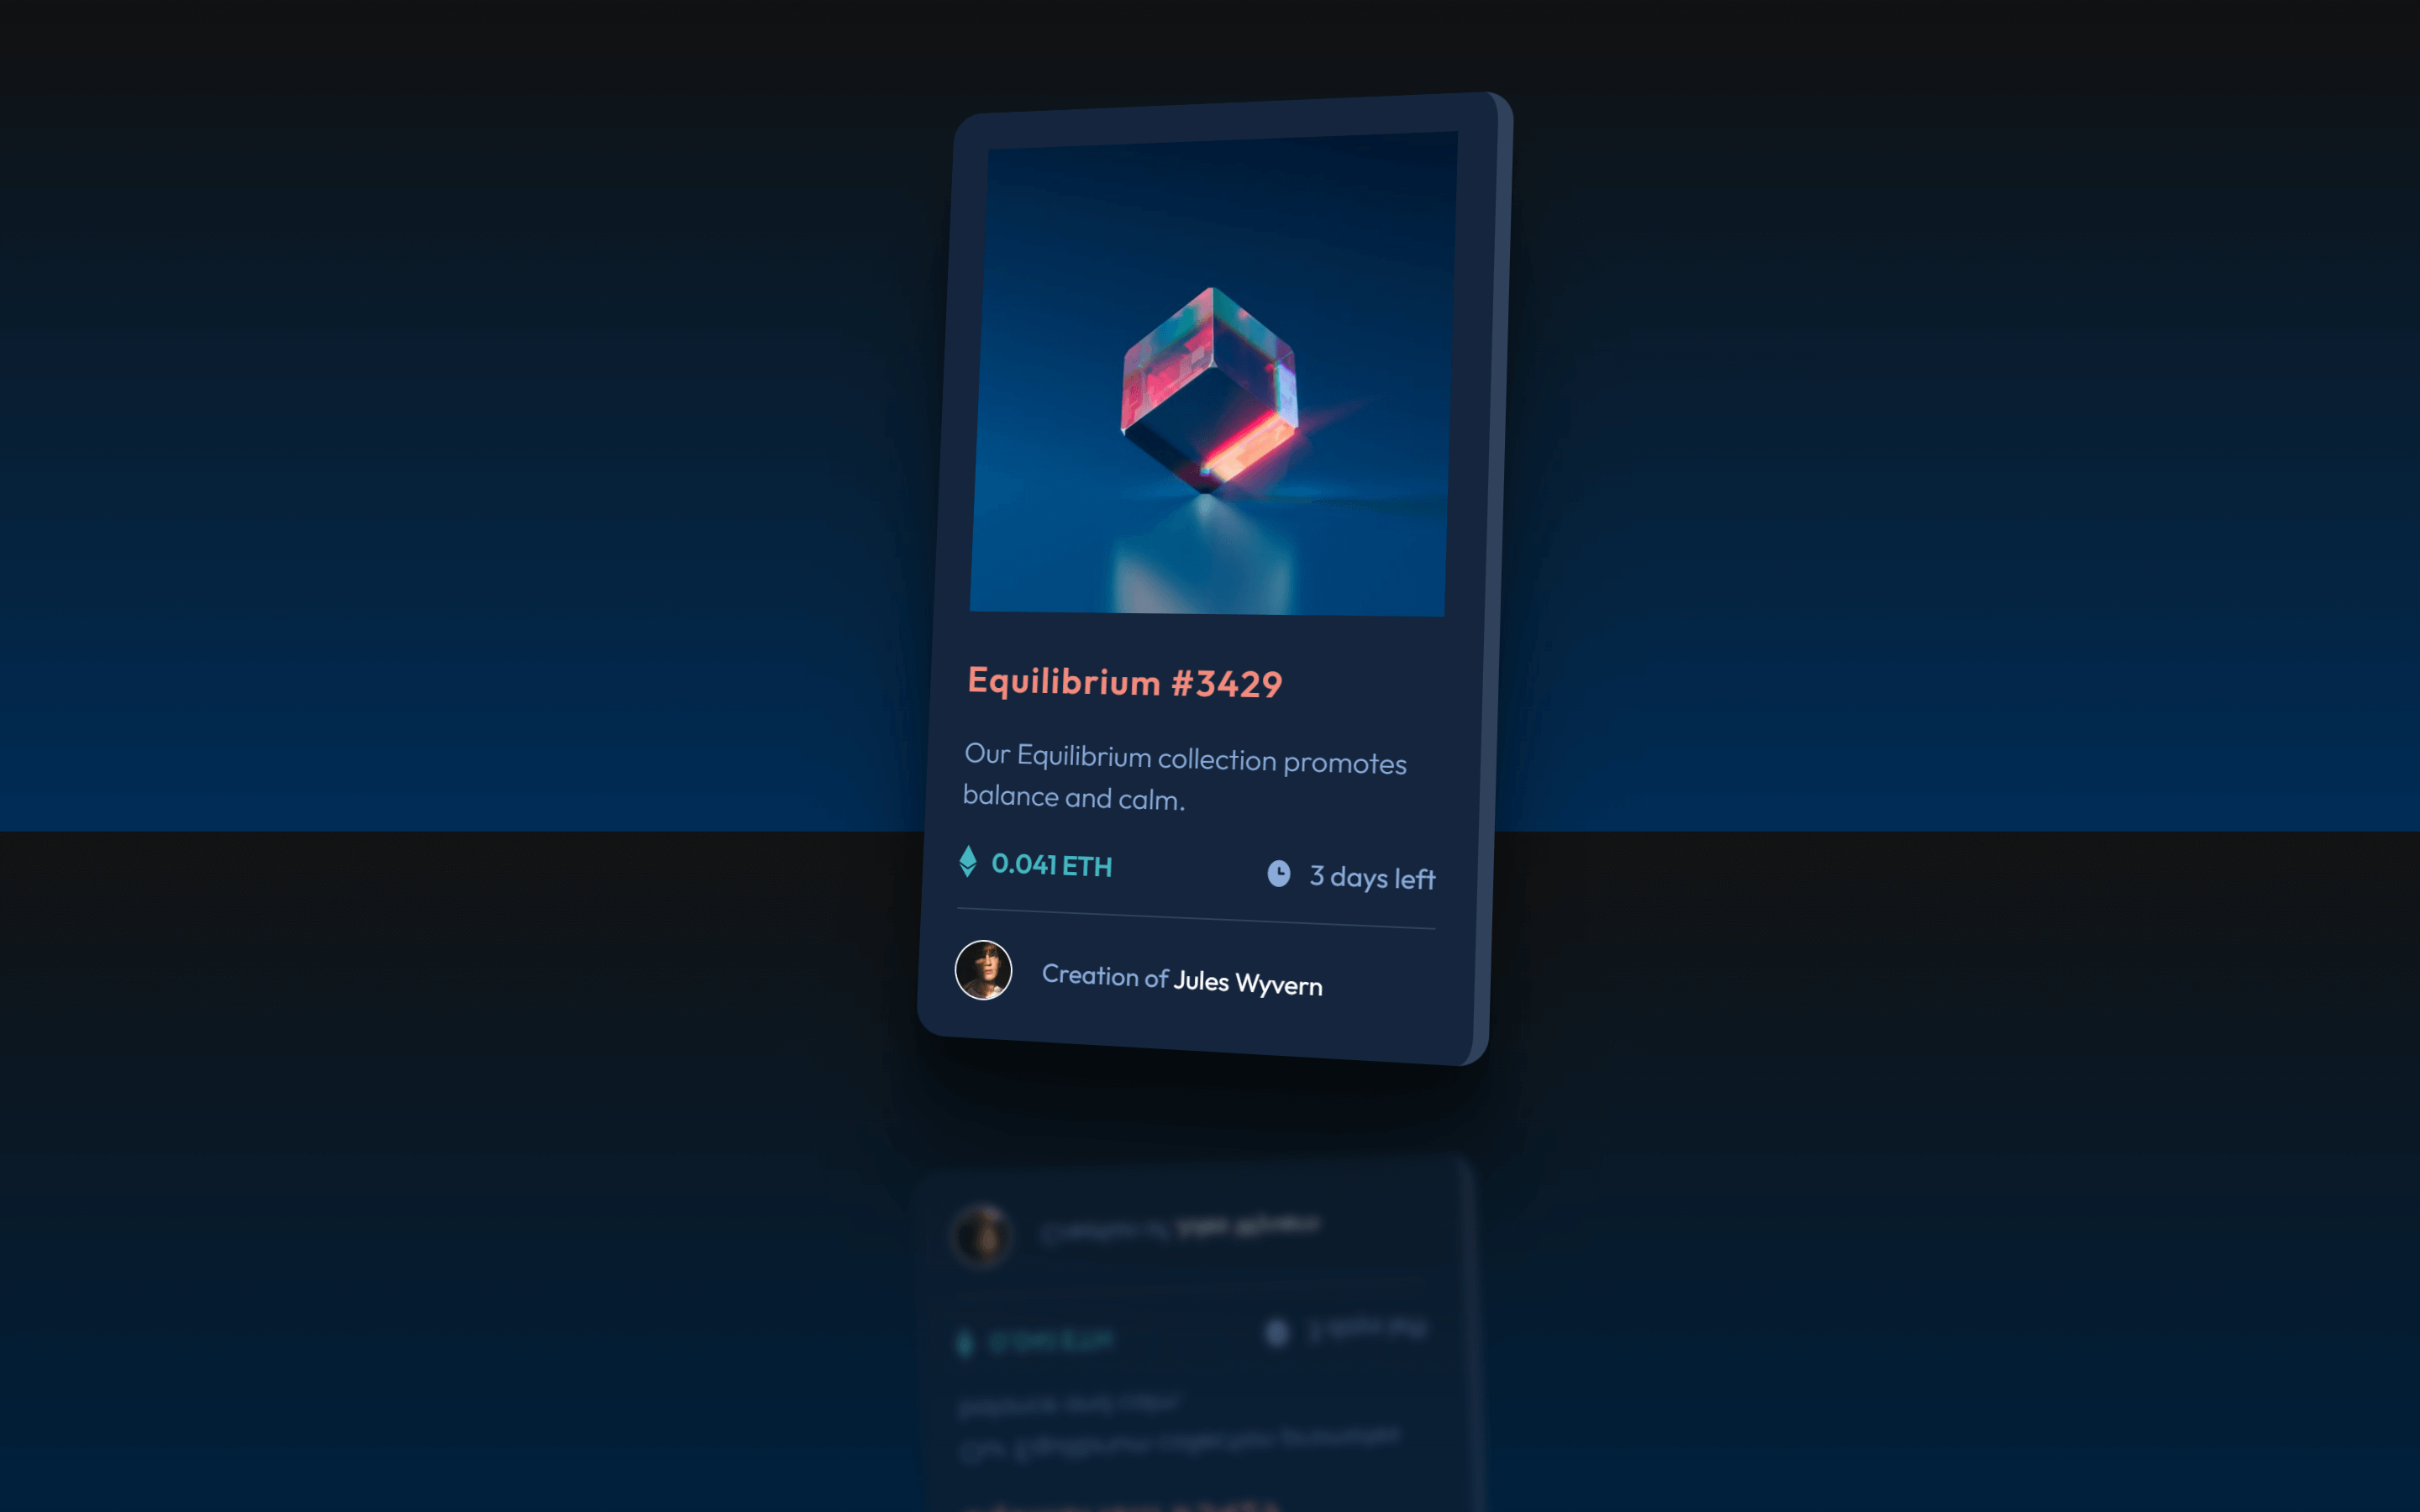 Equilibrium #3429
Our Equilibrium collection promotes
balance and calm.
0.041 ETH
3 days left
Creation of Jules Wyvern